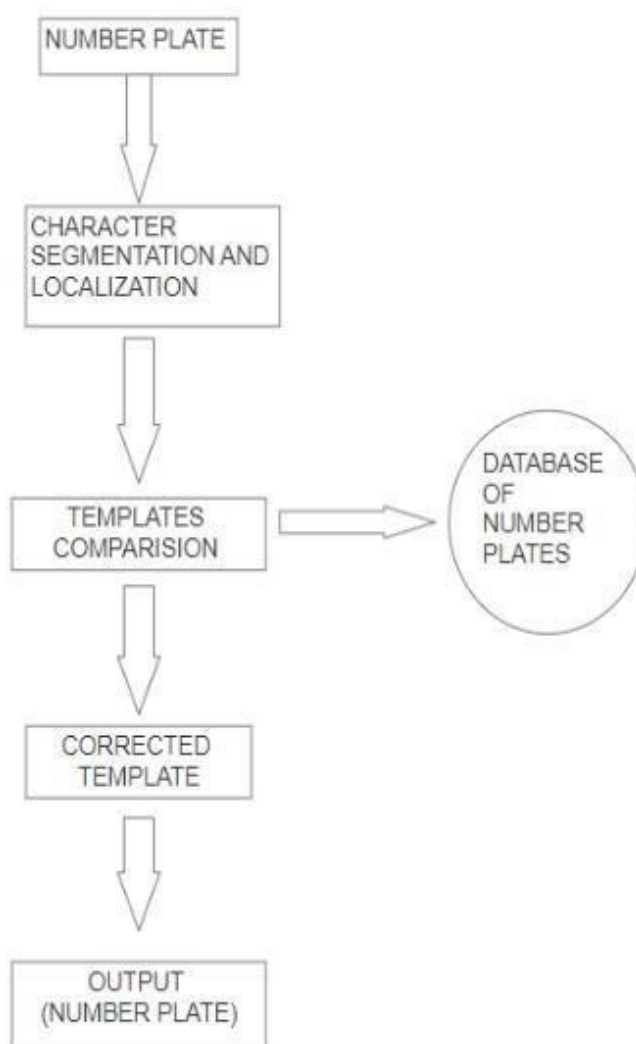 NUMBER PLATE
CHARACTER
SEGMENTATION AND
LOCALIZATION
TEMPLATES
COMPARISION
DATABASE
OF
NUMBER
PLATES
CORRECTED
TEMPLATE
OUTPUT
(NUMBER PLATE)